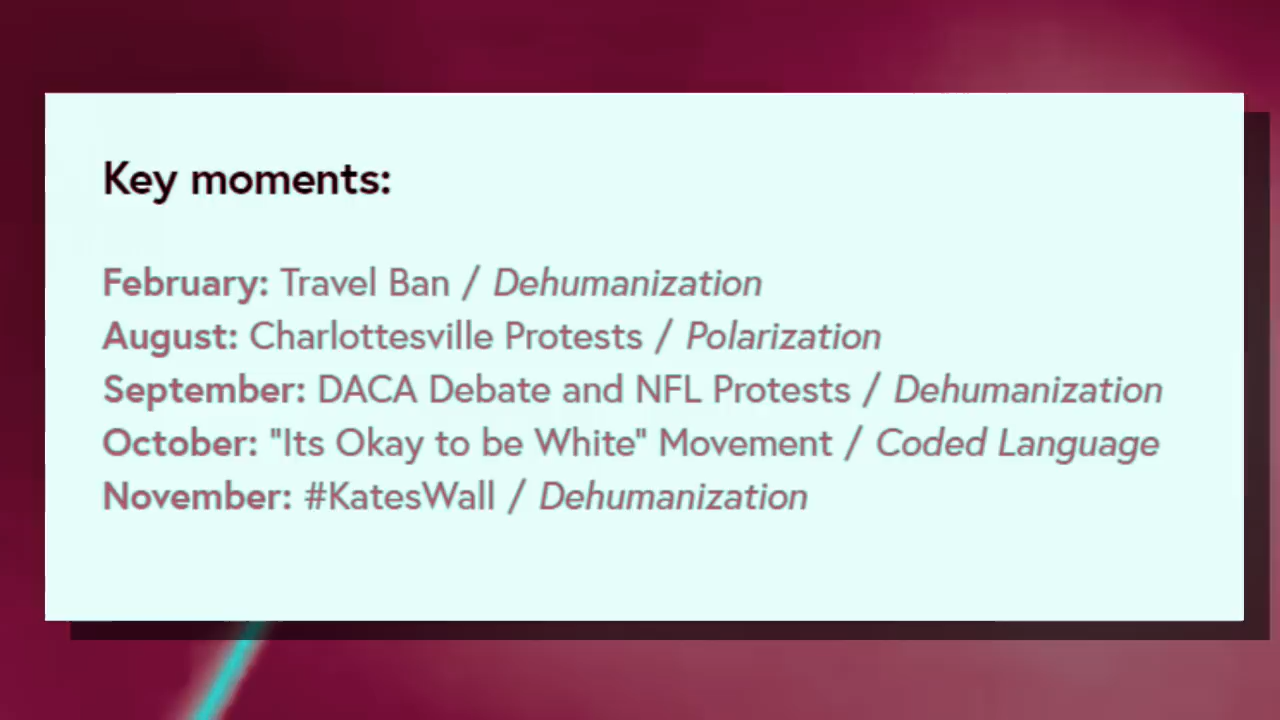 Key moments:
February: Travel Ban / Dehumanization
August: Charlottesville Protests / Polarization
September: DACA Debate and NFL Protests / Dehumanization
October: "Its Okay to be White" Movement / Coded Language
November: #KatesWall / Dehumanization